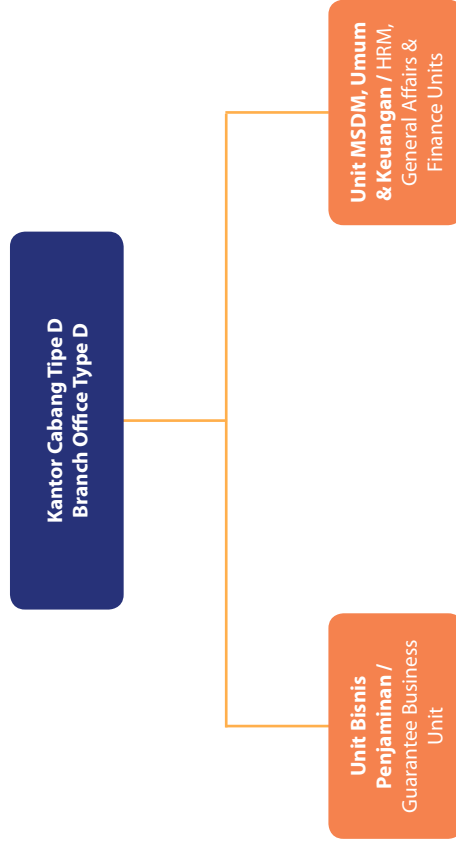 Kantor Cabang Tipe D
Branch Office Type D
Unit Bisnis
Penjaminan /
Guarantee Business
Unit
Unit MSDM, Umum
& Keuangan / HRM,
General Affairs &
Finance Units